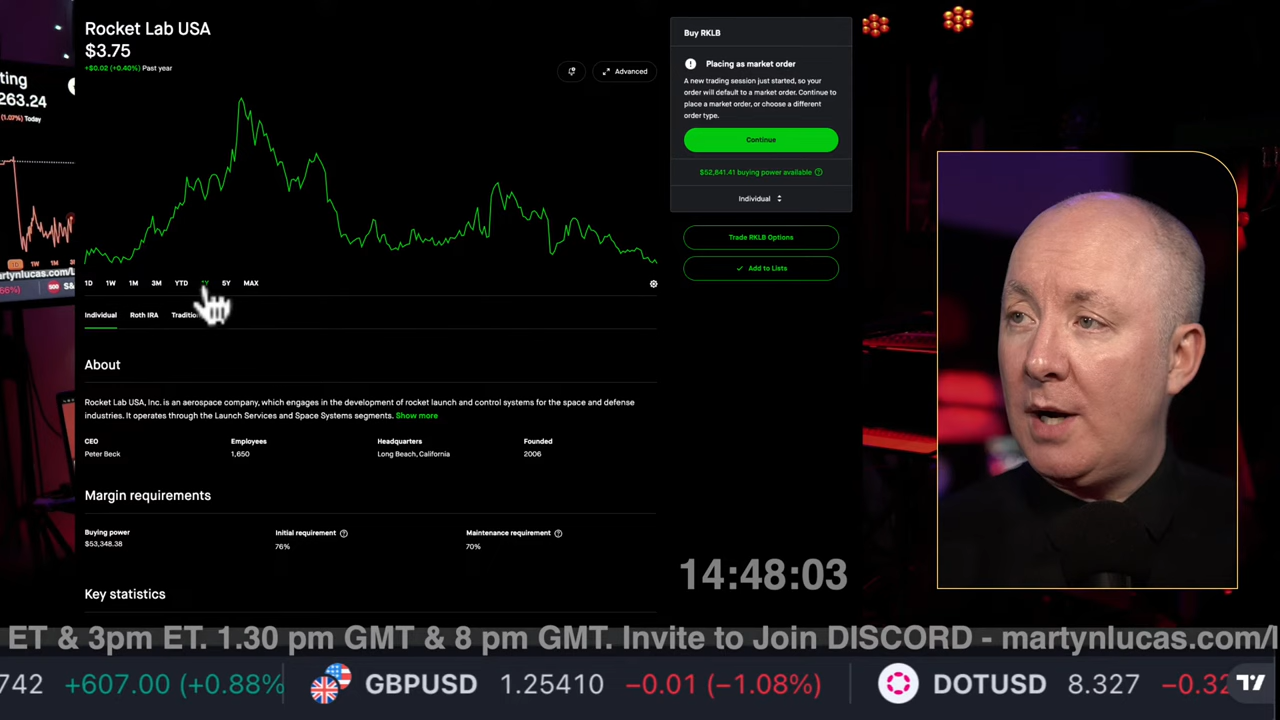 Rocket Lab USA
$3.75
+$0.02 (+0.40%) Past year
Advanced
263.24
(1.07%) Today
1D 1W 1M 3M YTD 1Y 5Y MAX
Individual Roth IRA
About
Rocket Lab USA, Inc. is an aerospace company, which engages in the development of rocket launch and control systems for the space and defense
industries. It operates through the Launch Services and Space Systems segments. Show more
CEO Employees Headquarters Founded
Peter Beck 1,650 Long Beach, California 2006
Margin requirements
Buying power Initial requirement Maintenance requirement
$53,348.38 76% 70%
Key statistics
Buy RKLB
Placing as market order
A new trading session just started, so your
order will default to a market order. Continue to
place a market order, or choose a different
order type.
Continue
$52,841.41 buying power available
Individual
Trade RKLB Options
Add to Lists
14:48:03
ET & 3pm ET. 1.30 pm GMT & 8 pm GMT. Invite to Join DISCORD - martynlucas.com/
742 +607.00 (+0.88%) GBPUSD 1.25410 −0.01 (−1.08%) DOTUSD 8.327 −0.32